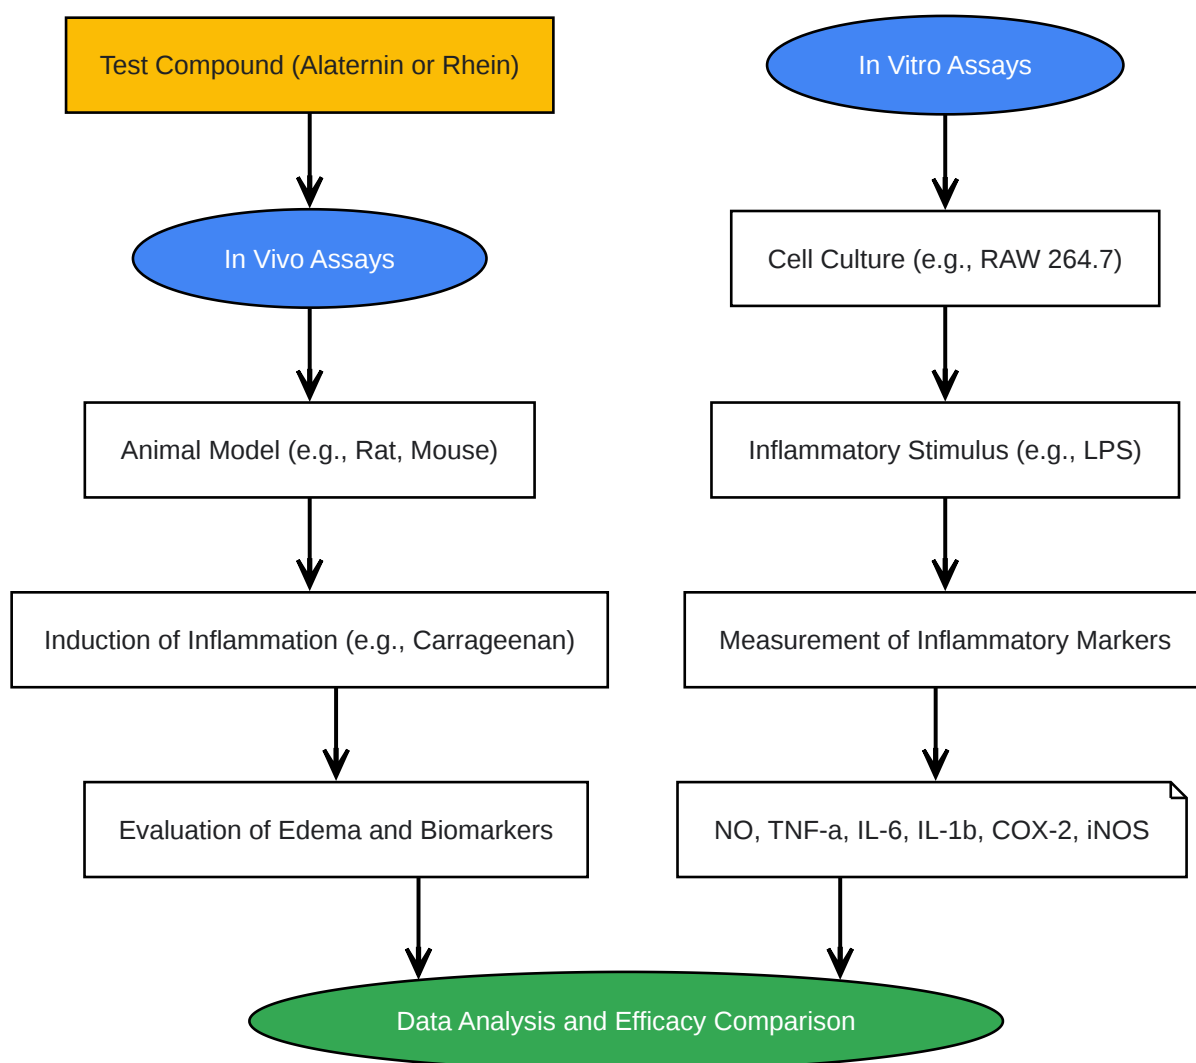 Test Compound (Alaternin or Rhein)
In Vivo Assays
Animal Model (e.g., Rat, Mouse)
Induction of Inflammation (e.g., Carrageenan)
Evaluation of Edema and Biomarkers
In Vitro Assays
Cell Culture (e.g., RAW 264.7)
Inflammatory Stimulus (e.g., LPS)
Measurement of Inflammatory Markers
NO, TNF-a, IL-6, IL-1b, COX-2, iNOS
Data Analysis and Efficacy Comparison